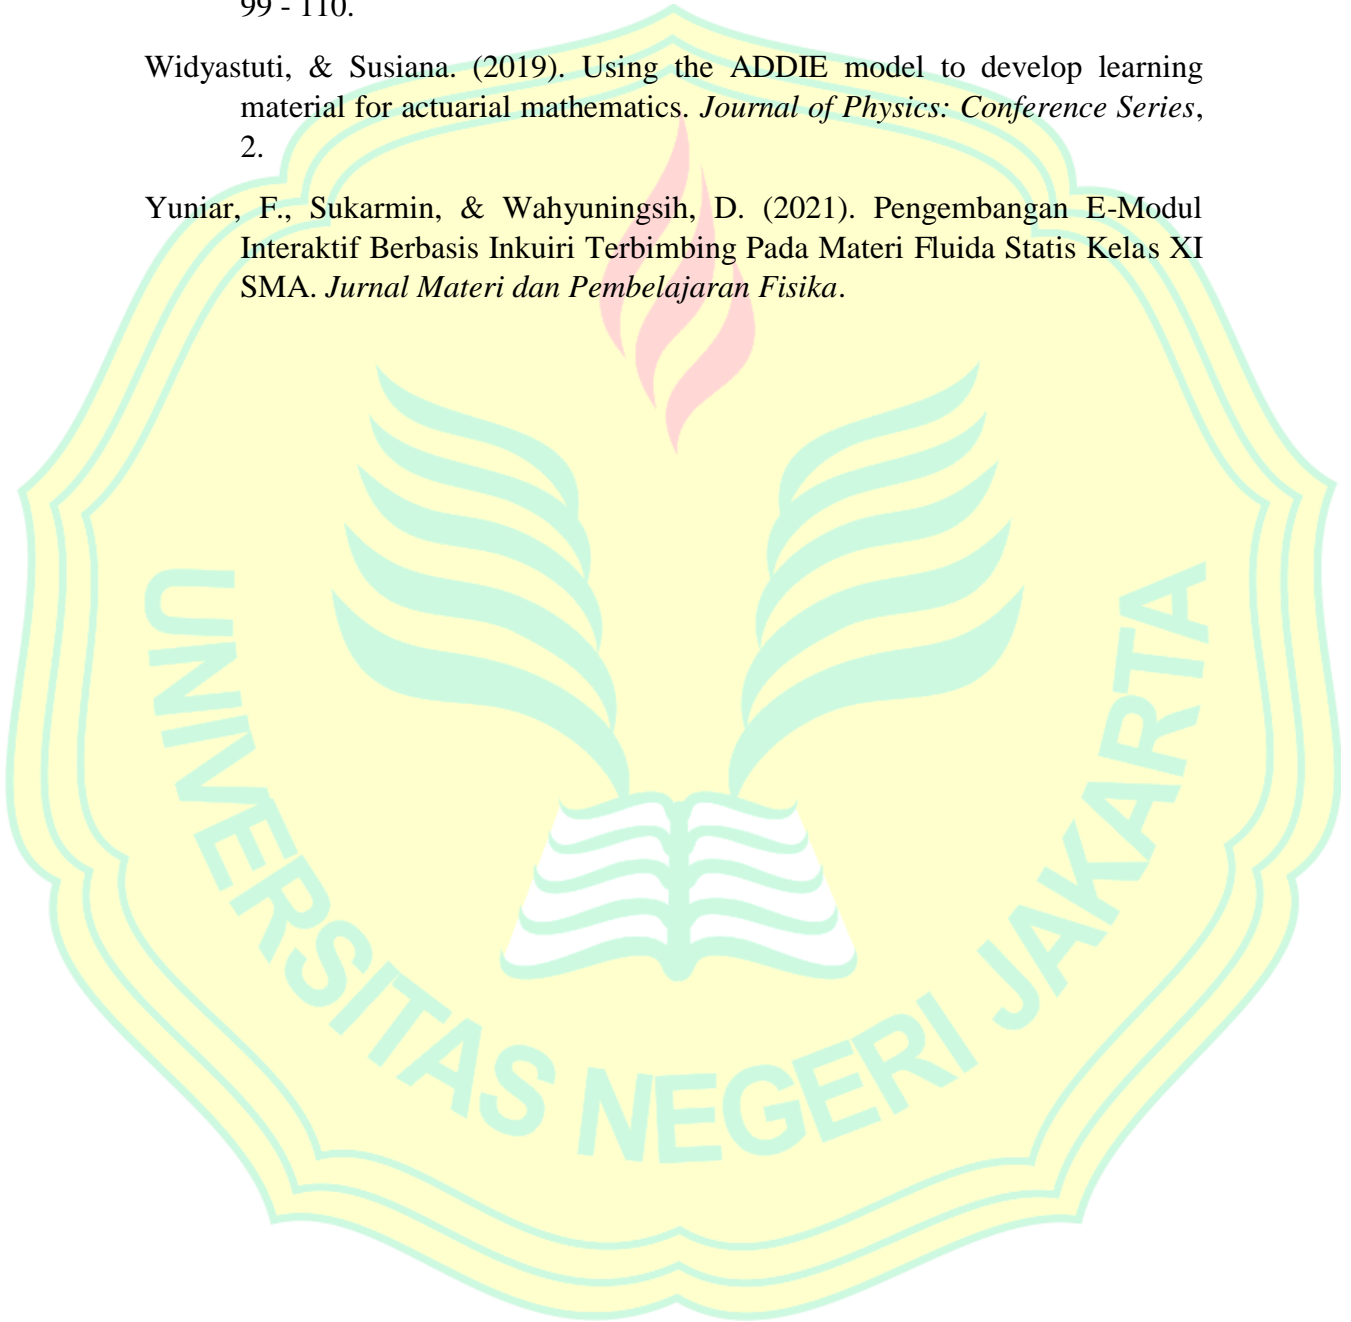 99 - 110.
Widyastuti, & Susiana. (2019). Using the ADDIE model to develop learning
material for actuarial mathematics. Journal of Physics: Conference Series,
2.
Yuniar, F., Sukarmin, & Wahyuningsih, D. (2021). Pengembangan E-Modul
Interaktif Berbasis Inkuiri Terbimbing Pada Materi Fluida Statis Kelas XI
SMA. Jurnal Materi dan Pembelajaran Fisika.
UNIVERSITAS NEGERI JAKARTA